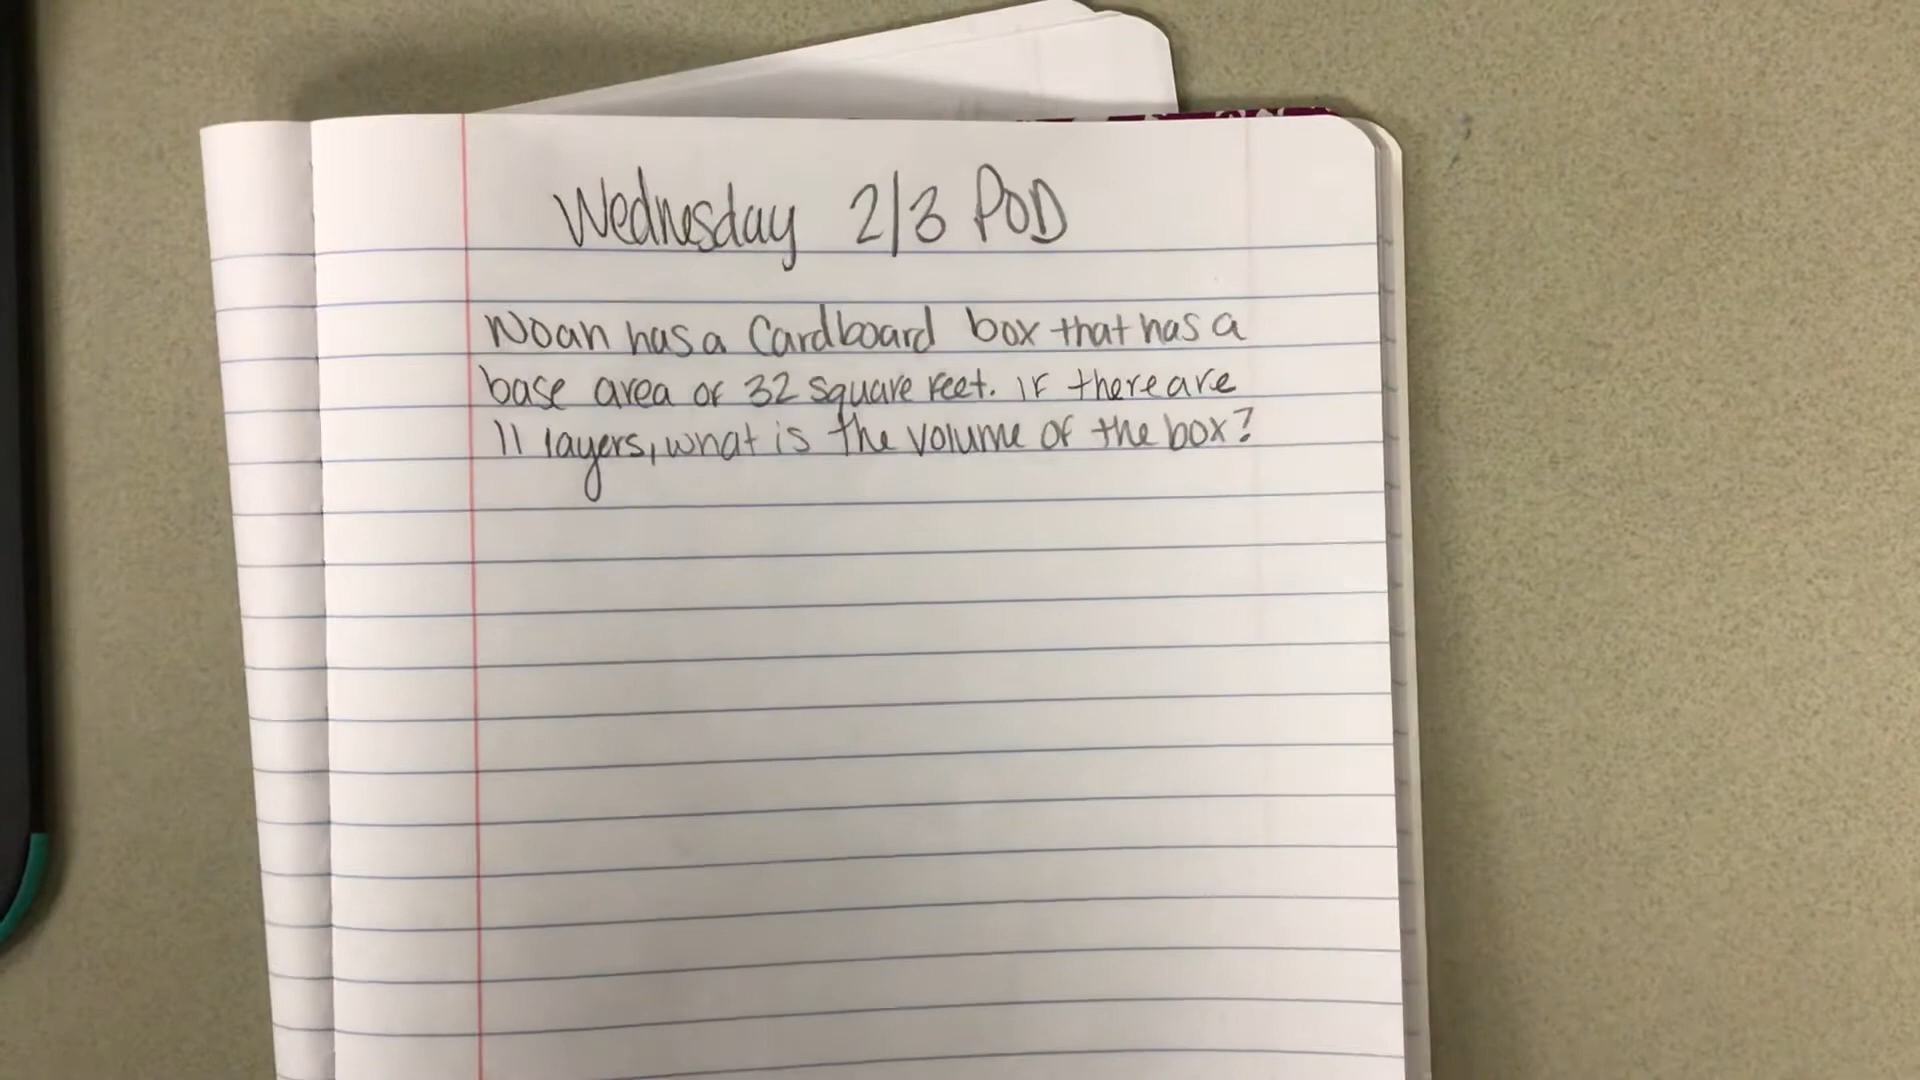 Wednesday 2/3 POD
Noah has a Cardboard box that has a
base area of 32 square feet. If there are
11 layers, what is the volume of the box?